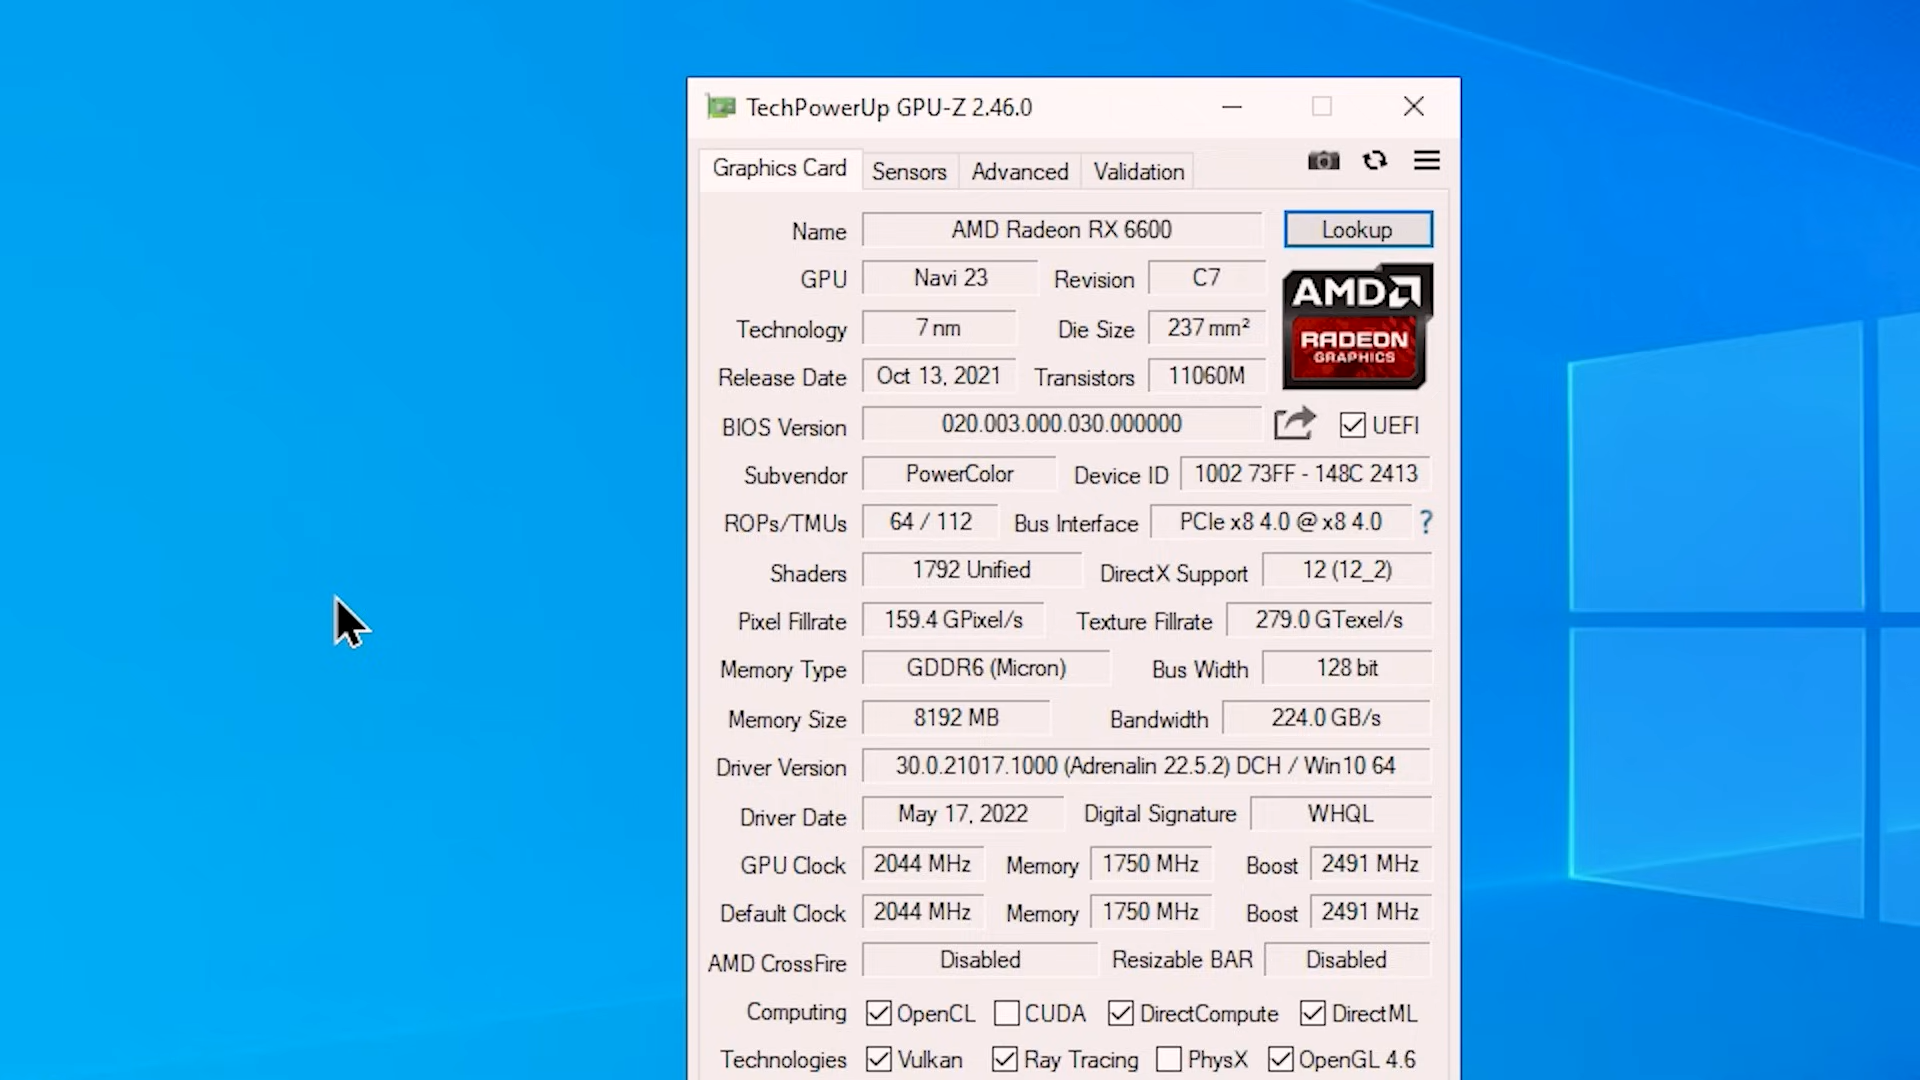 TechPowerUp GPU-Z 2.46.0
Graphics Card Sensors Advanced Validation
Name AMD Radeon RX 6600 Lookup
GPU Navi 23 Revision C7
AMD
RADEON
GRAPHICS
Technology 7 nm Die Size 237 mm²
Release Date Oct 13, 2021 Transistors 11060M
BIOS Version 020.003.000.030.000000 UEFI
Subvendor PowerColor Device ID 1002 73FF - 148C 2413
ROPs/TMUs 64 / 112 Bus Interface PCIe x8 4.0 @ x8 4.0 ?
Shaders 1792 Unified DirectX Support 12 (12_2)
Pixel Fillrate 159.4 GPixel/s Texture Fillrate 279.0 GTexel/s
Memory Type GDDR6 (Micron) Bus Width 128 bit
Memory Size 8192 MB Bandwidth 224.0 GB/s
Driver Version 30.0.21017.1000 (Adrenalin 22.5.2) DCH / Win10 64
Driver Date May 17, 2022 Digital Signature WHQL
GPU Clock 2044 MHz Memory 1750 MHz Boost 2491 MHz
Default Clock 2044 MHz Memory 1750 MHz Boost 2491 MHz
AMD CrossFire Disabled Resizable BAR Disabled
Computing OpenCL CUDA DirectCompute DirectML
Technologies Vulkan Ray Tracing PhysX OpenGL 4.6